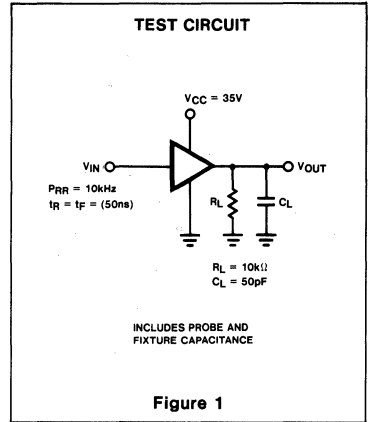 TEST CIRCUIT
VCC = 35V
VIN
VOUT
PRR = 10kHz
tR = tF = (50ns)
RL
CL
RL = 10kΩ
CL = 50pF
INCLUDES PROBE AND
FIXTURE CAPACITANCE
Figure 1